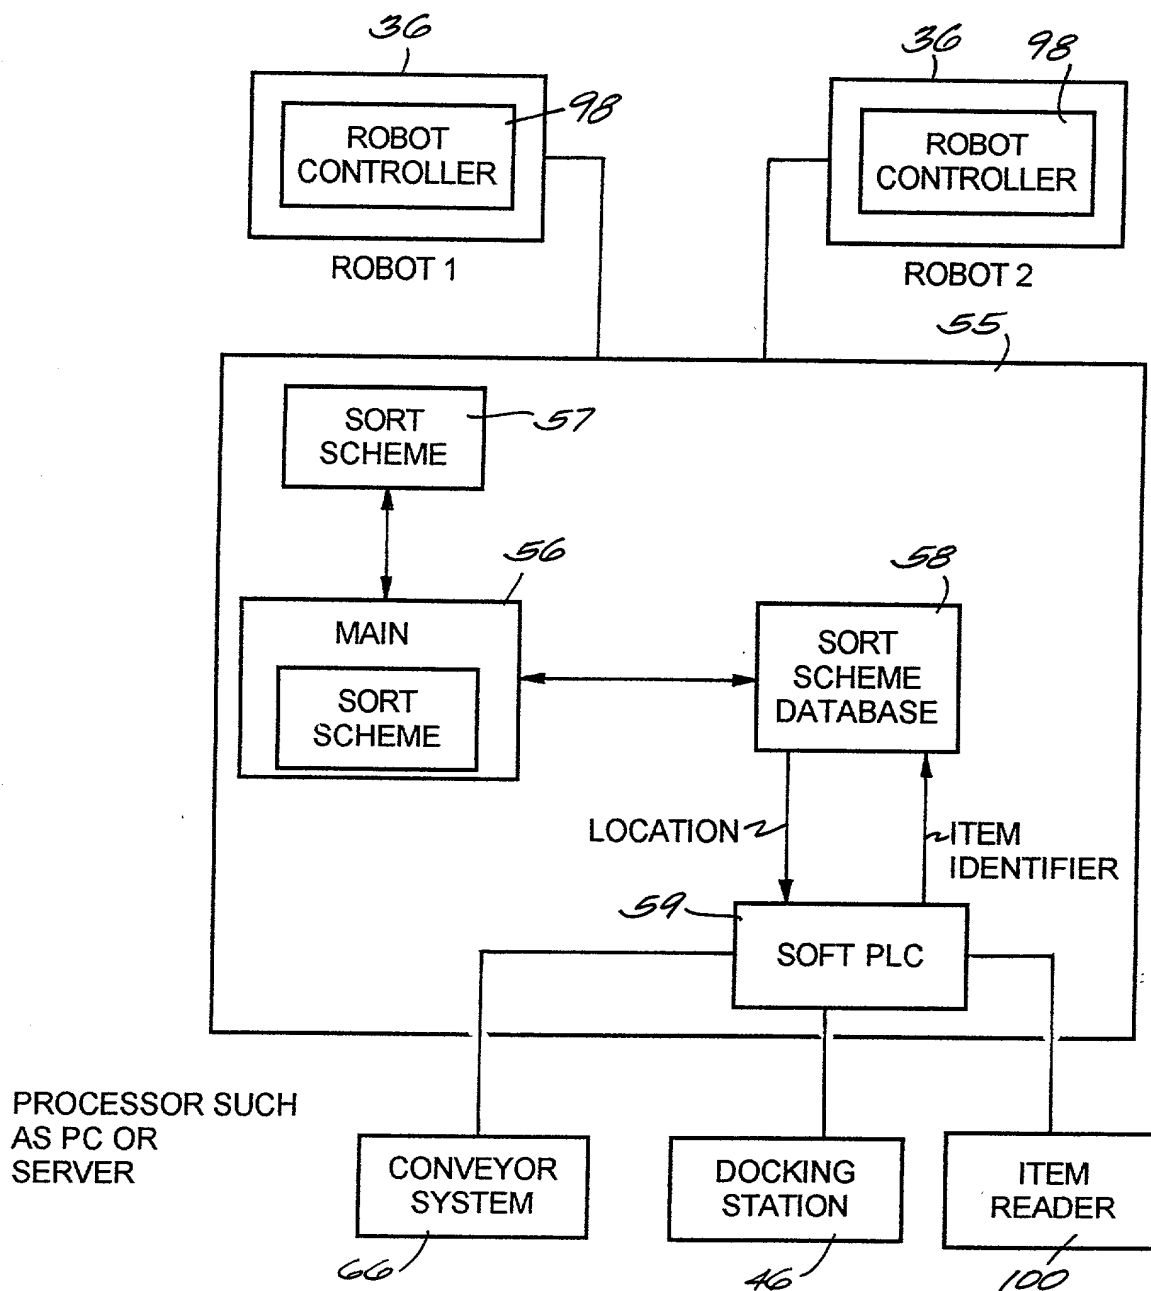 36
36
98
98
ROBOT
CONTROLLER
ROBOT
CONTROLLER
ROBOT 1
ROBOT 2
55
SORT
SCHEME
57
56
58
MAIN
SORT
SCHEME
SORT
SCHEME
DATABASE
LOCATION
ITEM
IDENTIFIER
59
SOFT PLC
PROCESSOR SUCH
AS PC OR
SERVER
CONVEYOR
SYSTEM
DOCKING
STATION
ITEM
READER
66
46
100